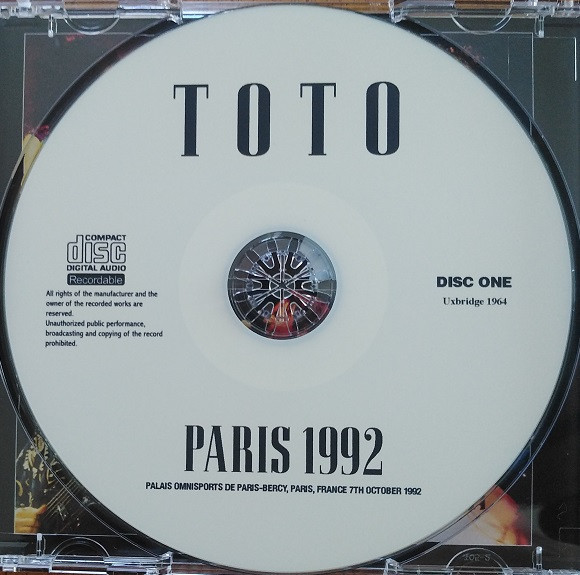 TOTO
COMPACT
disc
DIGITAL AUDIO
Recordable
All rights of the manufacturer and the
owner of the recorded works are
reserved.
Unauthorized public performance,
broadcasting and copying of the record
prohibited.
DISC ONE
Uxbridge 1964
PARIS 1992
PALAIS OMNISPORTS DE PARIS-BERCY, PARIS, FRANCE 7TH OCTOBER 1992